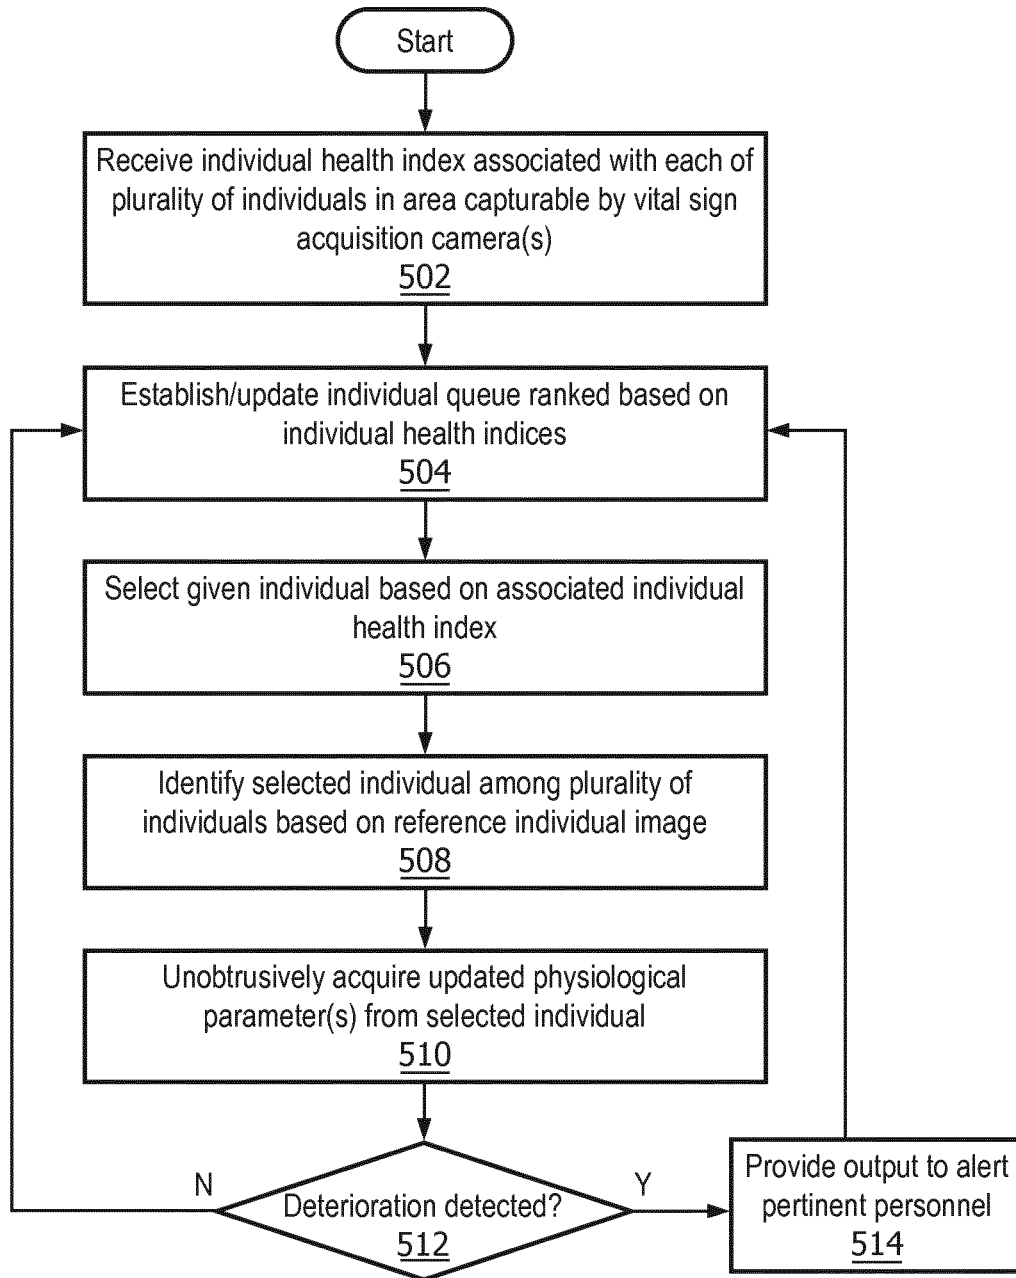 Start
Receive individual health index associated with each of
plurality of individuals in area capturable by vital sign
acquisition camera(s)
502
Establish/update individual queue ranked based on
individual health indices
504
Select given individual based on associated individual
health index
506
Identify selected individual among plurality of
individuals based on reference individual image
508
Unobtrusively acquire updated physiological
parameter(s) from selected individual
510
N
Deterioration detected?
512
Y
Provide output to alert
pertinent personnel
514